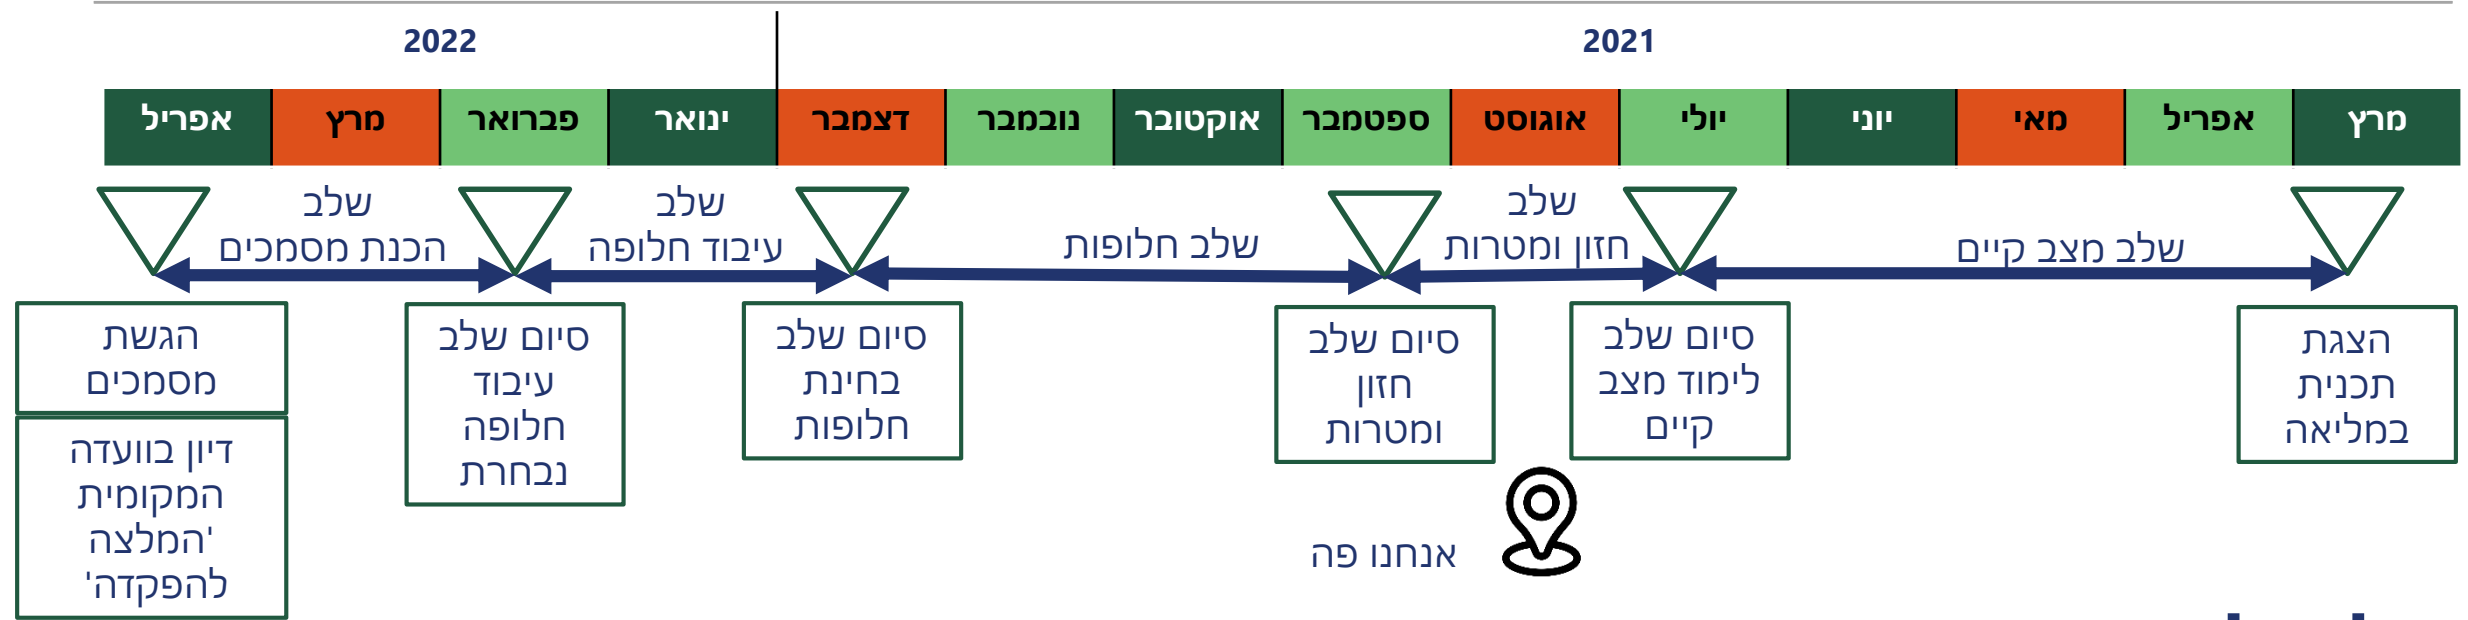 2021
2022
מרץ
אפריל
מאי
יוני
יולי
אוגוסט
ספטמבר
אוקטובר
נובמבר
דצמבר
ינואר
פברואר
מרץ
אפריל
שלב מצב קיים
שלב
חזון ומטרות
שלב חלופות
שלב
עיבוד חלופה
שלב
הכנת מסמכים
הצגת
תכנית
במליאה
סיום שלב
לימוד מצב
קיים
סיום שלב
חזון
ומטרות
סיום שלב
בחינת
חלופות
סיום שלב
עיבוד
חלופה
נבחרת
הגשת
מסמכים
דיון בוועדה
המקומית
'המלצה
להפקדה'
אנחנו פה